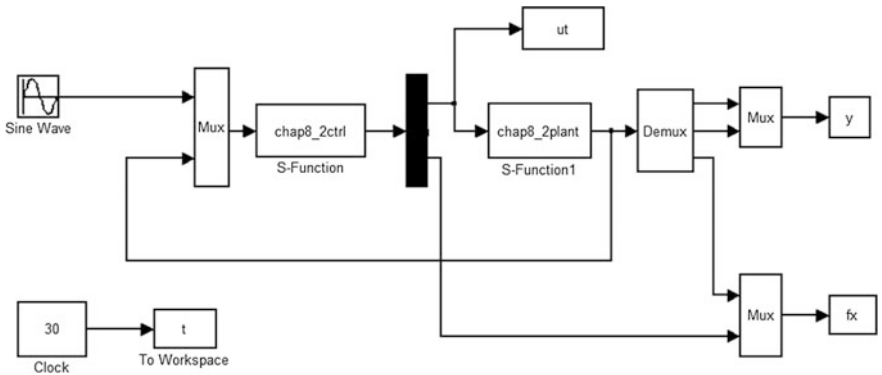 ut
Sine Wave
Mux
chap8_2ctrl
S-Function
chap8_2plant
S-Function1
Demux
Mux
y
30
Clock
t
To Workspace
Mux
fx